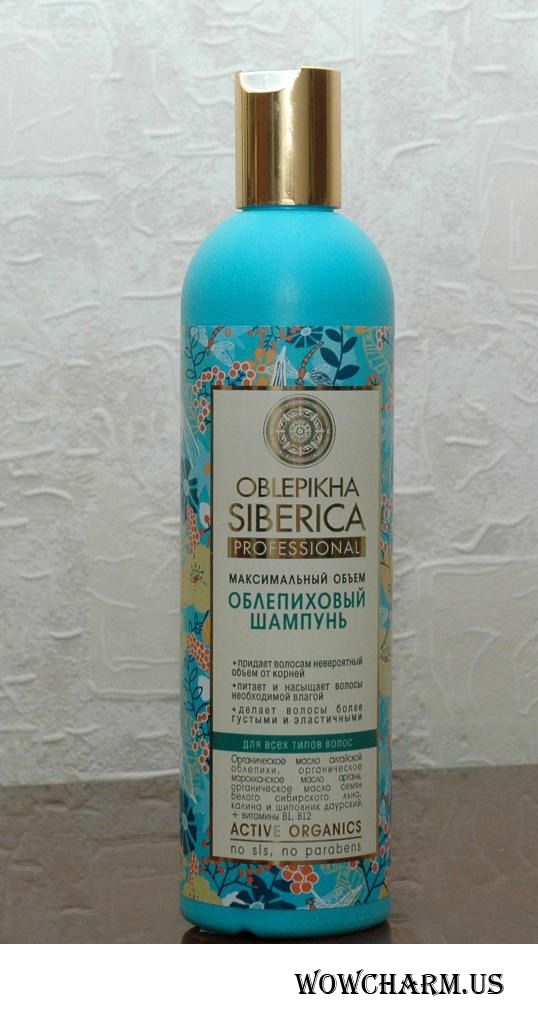 OBLEPIKHA
SIBERICA
PROFESSIONAL
МАКСИМАЛЬНЫЙ ОБЪЕМ
ОБЛЕПИХОВЫЙ
ШАМПУНЬ
•придает волосам невероятный
объем от корней
•питает и насыщает волосы
необходимой влагой
•делает волосы более
густыми и эластичными
для всех типов волос
Органическое масло алтайской
облепихи, органическое
марокканское масло арганы,
органическое масло семян
белого сибирского льна,
калина и шиповник даурский,
+ витамины В1, В12
ACTIVE ORGANICS
no sls, no parabens
WOWCHARM.US